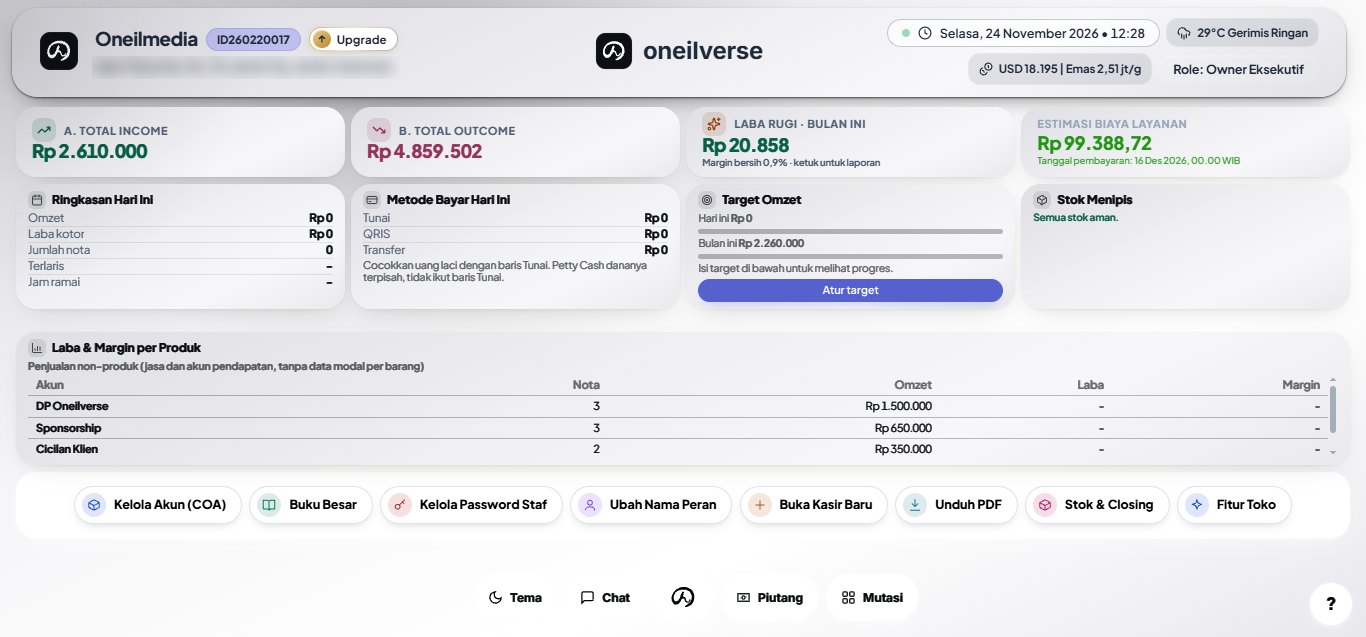 Oneilmedia ID260220017 Upgrade
oneilverse
Selasa, 24 November 2026 • 12:28
29°C Gerimis Ringan
USD 18.195 | Emas 2,51 jt/g
Role: Owner Eksekutif
A. TOTAL INCOME
Rp 2.610.000
B. TOTAL OUTCOME
Rp 4.859.502
LABA RUGI · BULAN INI
Rp 20.858
Margin bersih 0,9% · ketuk untuk laporan
ESTIMASI BIAYA LAYANAN
Rp 99.388,72
Tanggal pembayaran: 16 Des 2026, 00.00 WIB
Ringkasan Hari Ini
Omzet Rp 0
Laba kotor Rp 0
Jumlah nota 0
Terlaris –
Jam ramai –
Metode Bayar Hari Ini
Tunai Rp 0
QRIS Rp 0
Transfer Rp 0
Cocokkan uang laci dengan baris Tunai. Petty Cash dananya
terpisah, tidak ikut baris Tunai.
Target Omzet
Hari ini Rp 0
Bulan ini Rp 2.260.000
Isi target di bawah untuk melihat progres.
Atur target
Stok Menipis
Semua stok aman.
Laba & Margin per Produk
Penjualan non-produk (jasa dan akun pendapatan, tanpa data modal per barang)
Akun Nota Omzet Laba Margin
DP Oneilverse 3 Rp 1.500.000 - -
Sponsorship 3 Rp 650.000 - -
Cicilan Klien 2 Rp 350.000 - -
Kelola Akun (COA) Buku Besar Kelola Password Staf Ubah Nama Peran Buka Kasir Baru Unduh PDF Stok & Closing Fitur Toko
Tema Chat Piutang Mutasi
?